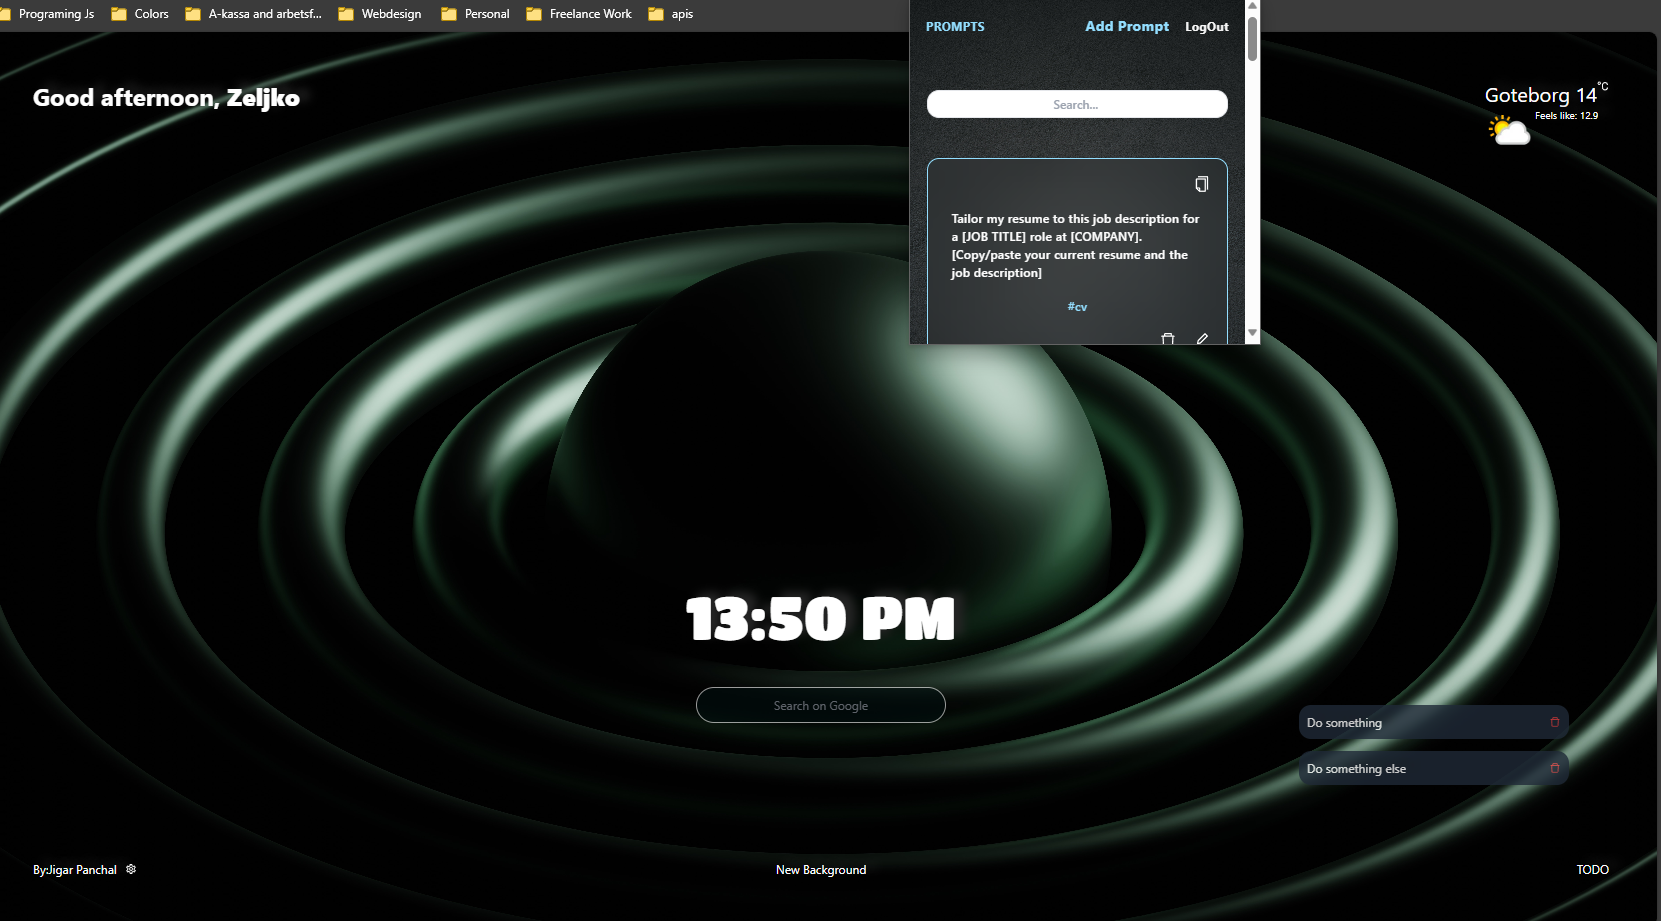 Programing Js
Colors
A-kassa and arbetsf...
Webdesign
Personal
Freelance Work
apis
PROMPTS
Add Prompt
LogOut
Search...
Tailor my resume to this job description for
a [JOB TITLE] role at [COMPANY].
[Copy/paste your current resume and the
job description]
#cv
Good afternoon, Zeljko
Goteborg 14°C
Feels like: 12.9
13:50 PM
Search on Google
Do something
Do something else
By:Jigar Panchal
New Background
TODO